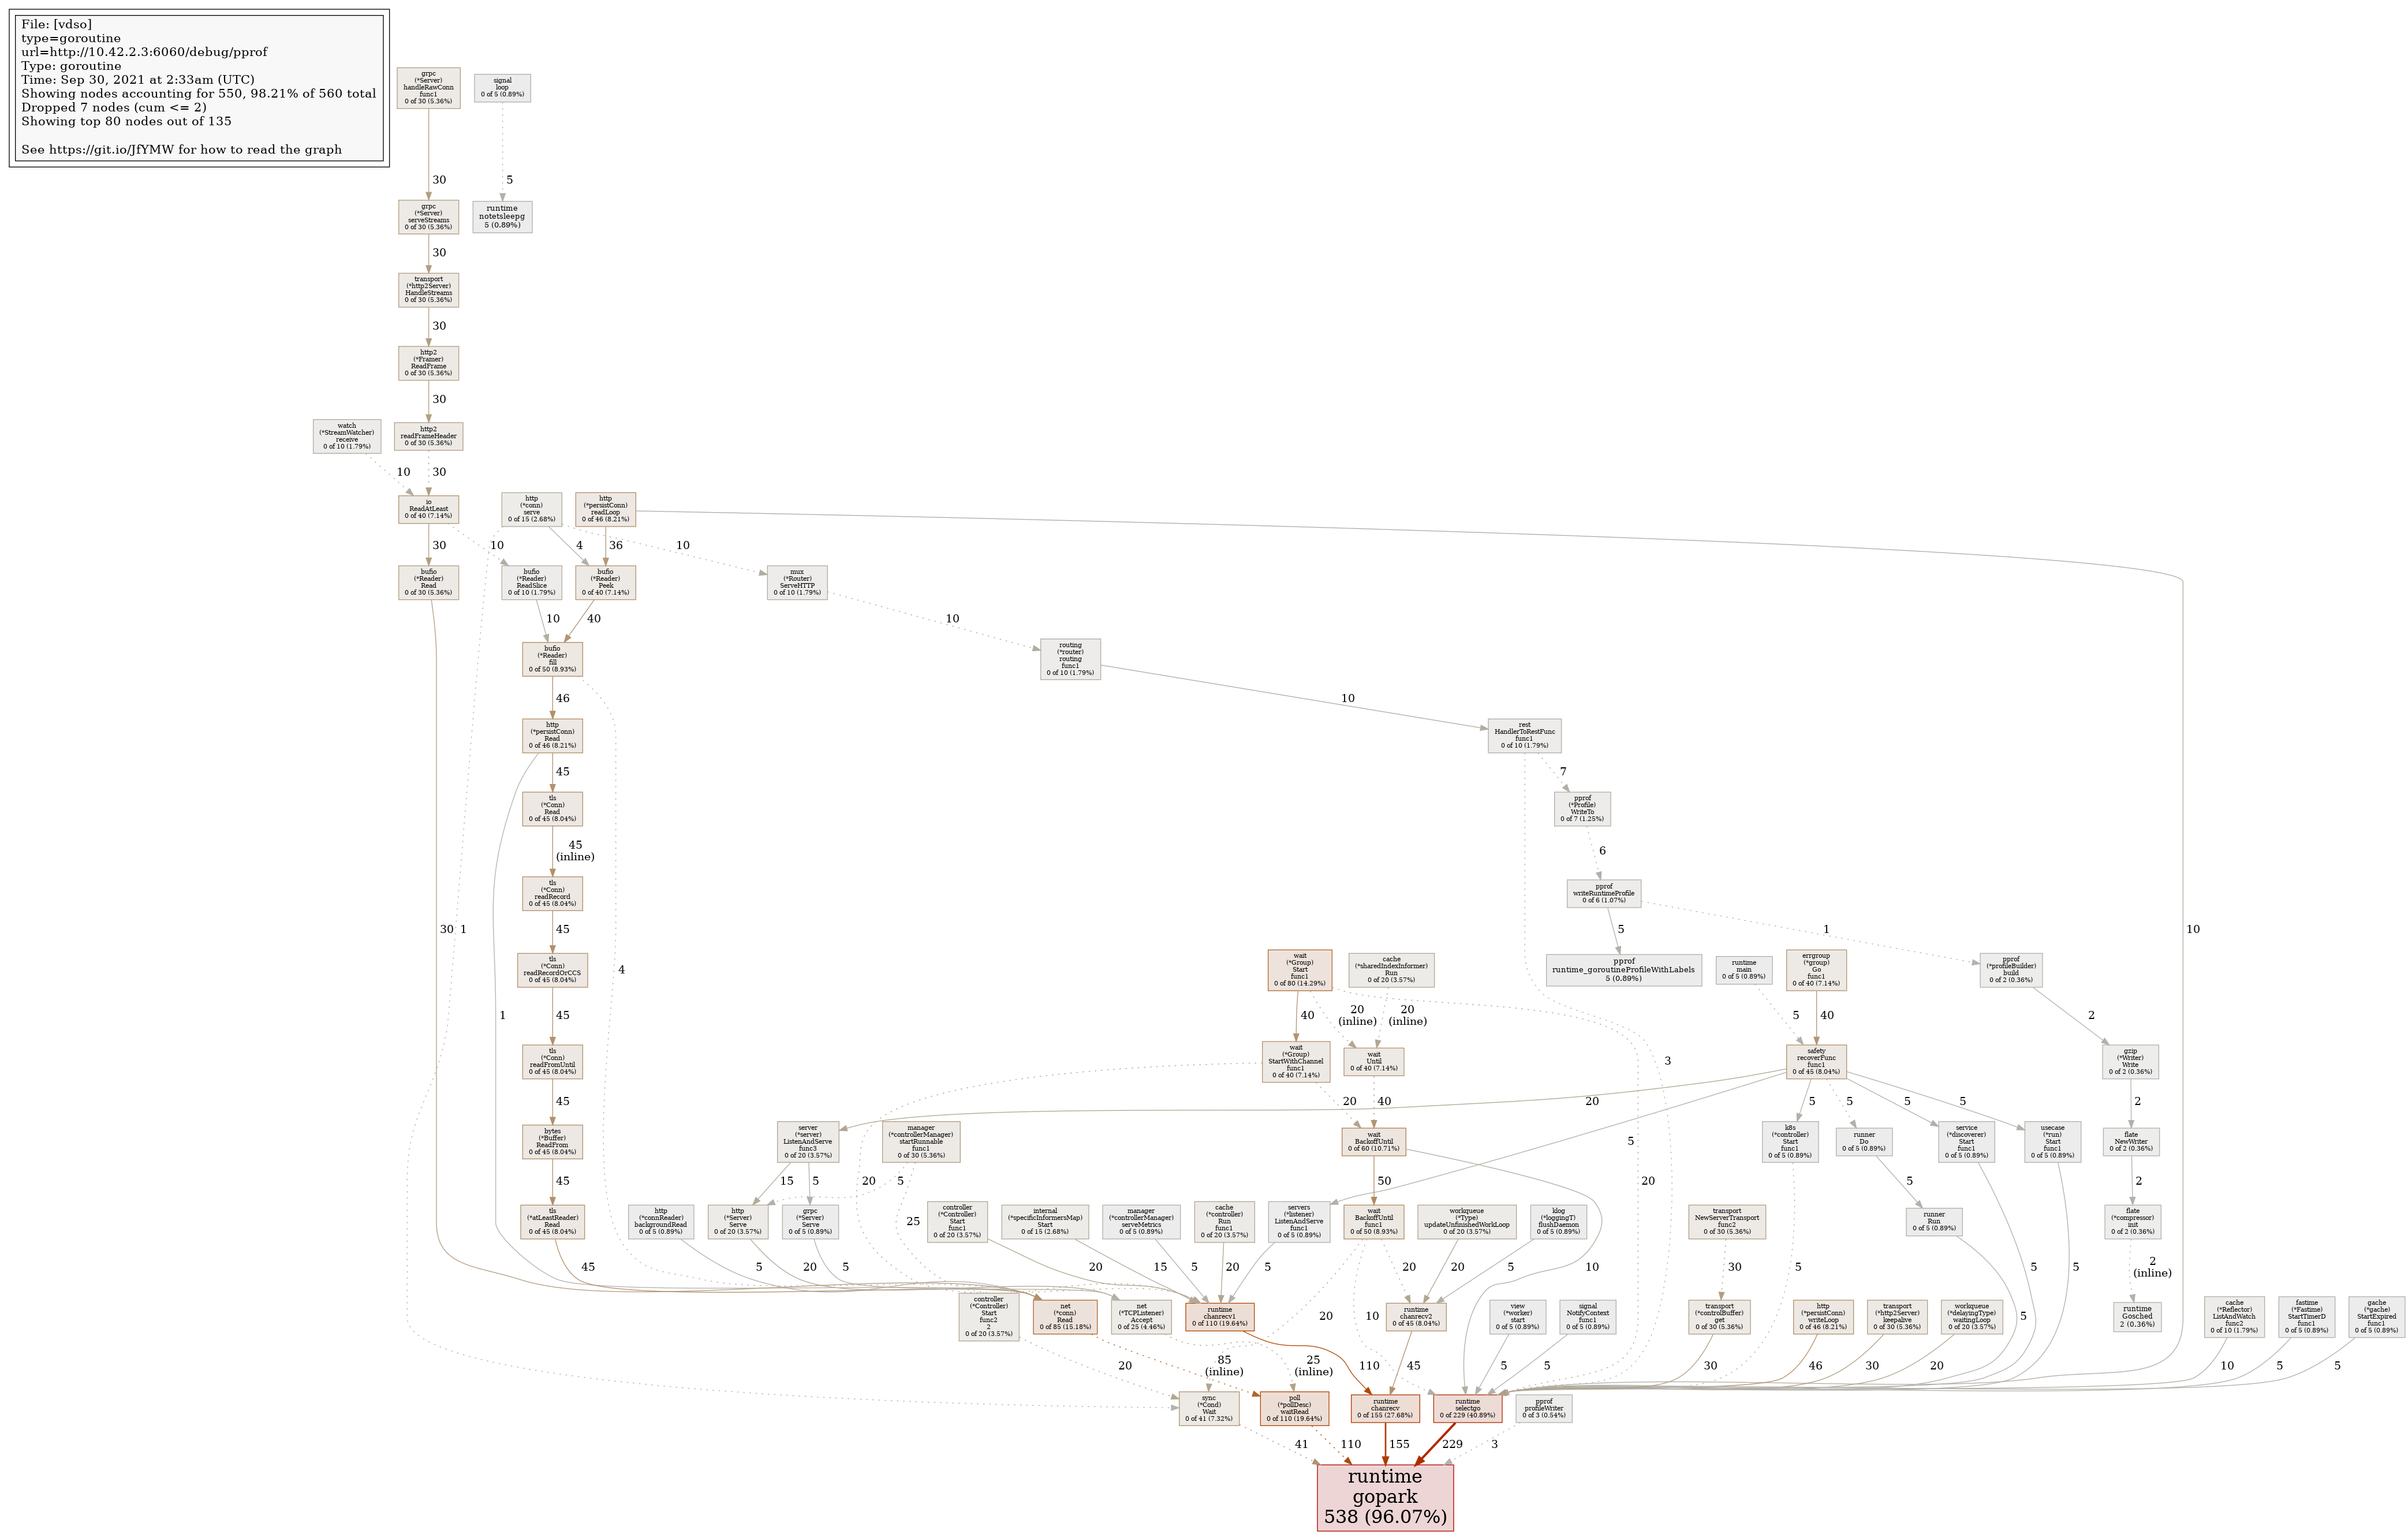 File: [vdso]
type=goroutine
url=http://10.42.2.3:6060/debug/pprof
Type: goroutine
Time: Sep 30, 2021 at 2:33am (UTC)
Showing nodes accounting for 550, 98.21% of 560 total
Dropped 7 nodes (cum <= 2)
Showing top 80 nodes out of 135
See https://git.io/JfYMW for how to read the graph
grpc
(*Server)
handleRawConn
func1
0 of 30 (5.36%)
signal
loop
0 of 5 (0.89%)
30
5
grpc
(*Server)
serveStreams
0 of 30 (5.36%)
runtime
notetsleepg
5 (0.89%)
30
transport
(*http2Server)
HandleStreams
0 of 30 (5.36%)
30
http2
(*Framer)
ReadFrame
0 of 30 (5.36%)
30
watch
(*StreamWatcher)
receive
0 of 10 (1.79%)
http2
readFrameHeader
0 of 30 (5.36%)
10
30
io
ReadAtLeast
0 of 40 (7.14%)
http
(*conn)
serve
0 of 15 (2.68%)
http
(*persistConn)
readLoop
0 of 46 (8.21%)
30
10
4
36
10
bufio
(*Reader)
Read
0 of 30 (5.36%)
bufio
(*Reader)
ReadSlice
0 of 10 (1.79%)
bufio
(*Reader)
Peek
0 of 40 (7.14%)
mux
(*Router)
ServeHTTP
0 of 10 (1.79%)
10
40
10
bufio
(*Reader)
fill
0 of 50 (8.93%)
routing
(*router)
routing
func1
0 of 10 (1.79%)
46
10
http
(*persistConn)
Read
0 of 46 (8.21%)
rest
HandlerToRestFunc
func1
0 of 10 (1.79%)
45
7
tls
(*Conn)
Read
0 of 45 (8.04%)
pprof
(*Profile)
WriteTo
0 of 7 (1.25%)
45
(inline)
6
tls
(*Conn)
readRecord
0 of 45 (8.04%)
pprof
writeRuntimeProfile
0 of 6 (1.07%)
30
1
45
5
1
10
tls
(*Conn)
readRecordOrCCS
0 of 45 (8.04%)
4
wait
(*Group)
Start
func1
0 of 80 (14.29%)
cache
(*sharedIndexInformer)
Run
0 of 20 (3.57%)
pprof
runtime_goroutineProfileWithLabels
5 (0.89%)
runtime
main
0 of 5 (0.89%)
errgroup
(*group)
Go
func1
0 of 40 (7.14%)
pprof
(*profileBuilder)
build
0 of 2 (0.36%)
1
45
40
20
(inline)
20
(inline)
5
40
2
tls
(*Conn)
readFromUntil
0 of 45 (8.04%)
wait
(*Group)
StartWithChannel
func1
0 of 40 (7.14%)
wait
Until
0 of 40 (7.14%)
3
safety
recoverFunc
func1
0 of 45 (8.04%)
gzip
(*Writer)
Write
0 of 2 (0.36%)
45
20
40
20
5
5
5
5
2
bytes
(*Buffer)
ReadFrom
0 of 45 (8.04%)
server
(*server)
ListenAndServe
func3
0 of 20 (3.57%)
manager
(*controllerManager)
startRunnable
func1
0 of 30 (5.36%)
wait
BackoffUntil
0 of 60 (10.71%)
5
k8s
(*controller)
Start
func1
0 of 5 (0.89%)
runner
Do
0 of 5 (0.89%)
service
(*discoverer)
Start
func1
0 of 5 (0.89%)
usecase
(*run)
Start
func1
0 of 5 (0.89%)
flate
NewWriter
0 of 2 (0.36%)
45
15
5
20
5
50
20
5
2
tls
(*atLeastReader)
Read
0 of 45 (8.04%)
http
(*connReader)
backgroundRead
0 of 5 (0.89%)
http
(*Server)
Serve
0 of 20 (3.57%)
grpc
(*Server)
Serve
0 of 5 (0.89%)
25
controller
(*Controller)
Start
func1
0 of 20 (3.57%)
internal
(*specificInformersMap)
Start
0 of 15 (2.68%)
manager
(*controllerManager)
serveMetrics
0 of 5 (0.89%)
cache
(*controller)
Run
func1
0 of 20 (3.57%)
servers
(*listener)
ListenAndServe
func1
0 of 5 (0.89%)
wait
BackoffUntil
func1
0 of 50 (8.93%)
workqueue
(*Type)
updateUnfinishedWorkLoop
0 of 20 (3.57%)
klog
(*loggingT)
flushDaemon
0 of 5 (0.89%)
transport
NewServerTransport
func2
0 of 30 (5.36%)
runner
Run
0 of 5 (0.89%)
flate
(*compressor)
init
0 of 2 (0.36%)
45
5
20
5
20
15
5
20
5
20
20
5
10
30
5
5
5
2
(inline)
controller
(*Controller)
Start
func2
2
0 of 20 (3.57%)
net
(*conn)
Read
0 of 85 (15.18%)
net
(*TCPListener)
Accept
0 of 25 (4.46%)
runtime
chanrecv1
0 of 110 (19.64%)
20
10
runtime
chanrecv2
0 of 45 (8.04%)
view
(*worker)
start
0 of 5 (0.89%)
signal
NotifyContext
func1
0 of 5 (0.89%)
transport
(*controlBuffer)
get
0 of 30 (5.36%)
http
(*persistConn)
writeLoop
0 of 46 (8.21%)
transport
(*http2Server)
keepalive
0 of 30 (5.36%)
workqueue
(*delayingType)
waitingLoop
0 of 20 (3.57%)
5
runtime
Gosched
2 (0.36%)
cache
(*Reflector)
ListAndWatch
func2
0 of 10 (1.79%)
fastime
(*Fastime)
StartTimerD
func1
0 of 5 (0.89%)
gache
(*gache)
StartExpired
func1
0 of 5 (0.89%)
20
85
(inline)
25
(inline)
110
45
5
5
30
46
30
20
10
5
5
sync
(*Cond)
Wait
0 of 41 (7.32%)
poll
(*pollDesc)
waitRead
0 of 110 (19.64%)
runtime
chanrecv
0 of 155 (27.68%)
runtime
selectgo
0 of 229 (40.89%)
pprof
profileWriter
0 of 3 (0.54%)
41
110
155
229
3
runtime
gopark
538 (96.07%)